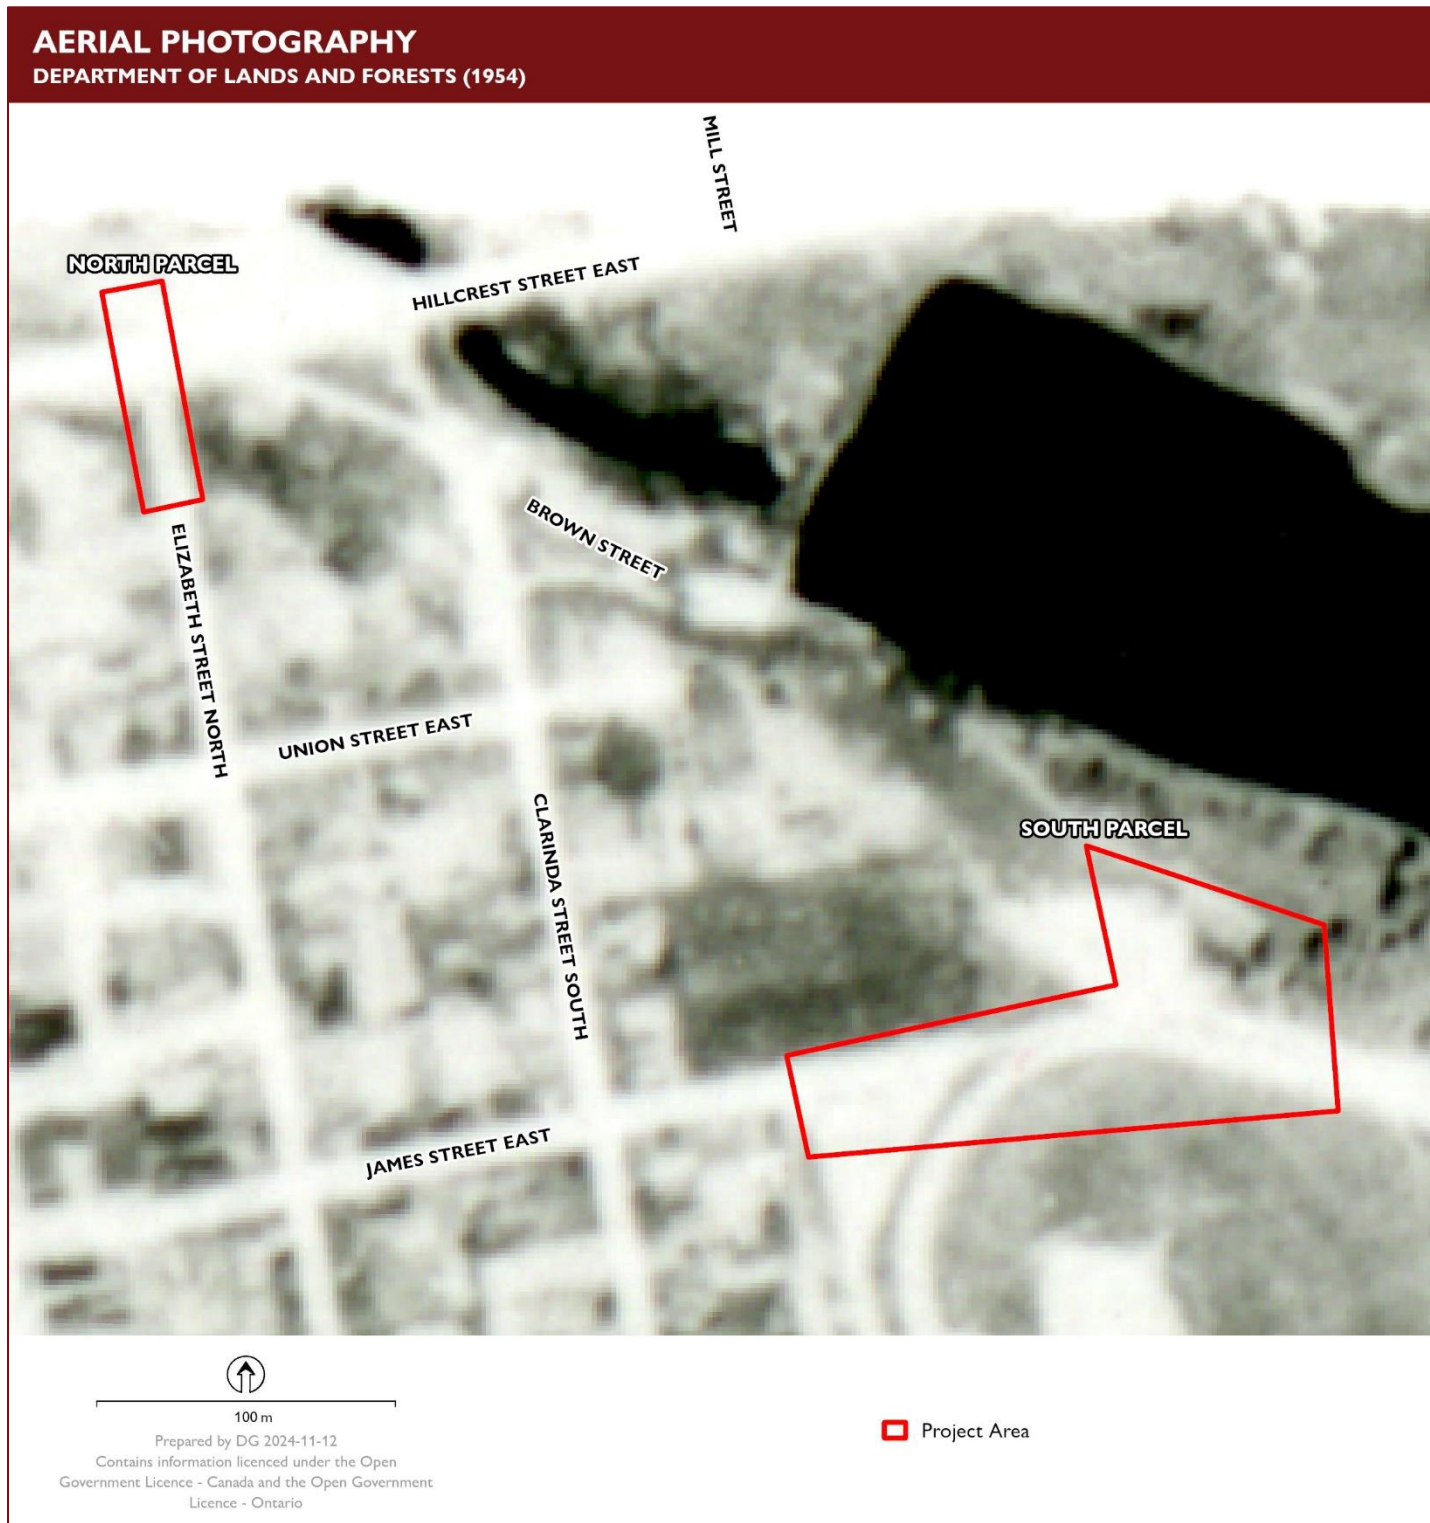 AERIAL PHOTOGRAPHY
DEPARTMENT OF LANDS AND FORESTS (1954)
MILL STREET
NORTH PARCEL
HILLCREST STREET EAST
BROWN STREET
ELIZABETH STREET NORTH
UNION STREET EAST
CLARINDA STREET SOUTH
SOUTH PARCEL
JAMES STREET EAST
100 m
Prepared by DG 2024-11-12
Contains information licenced under the Open
Government Licence - Canada and the Open Government
Licence - Ontario
Project Area